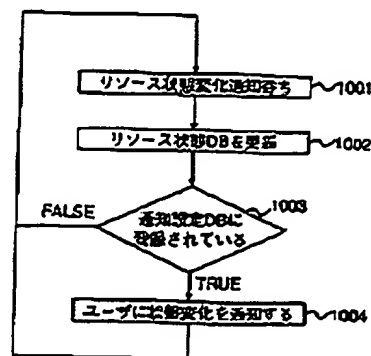 リソース状態変化通知待ち
1001
リソース状態DBを更新
1002
FALSE
通知設定DBに
登録されている
1003
TRUE
ユーザに状態変化を通知する
1004